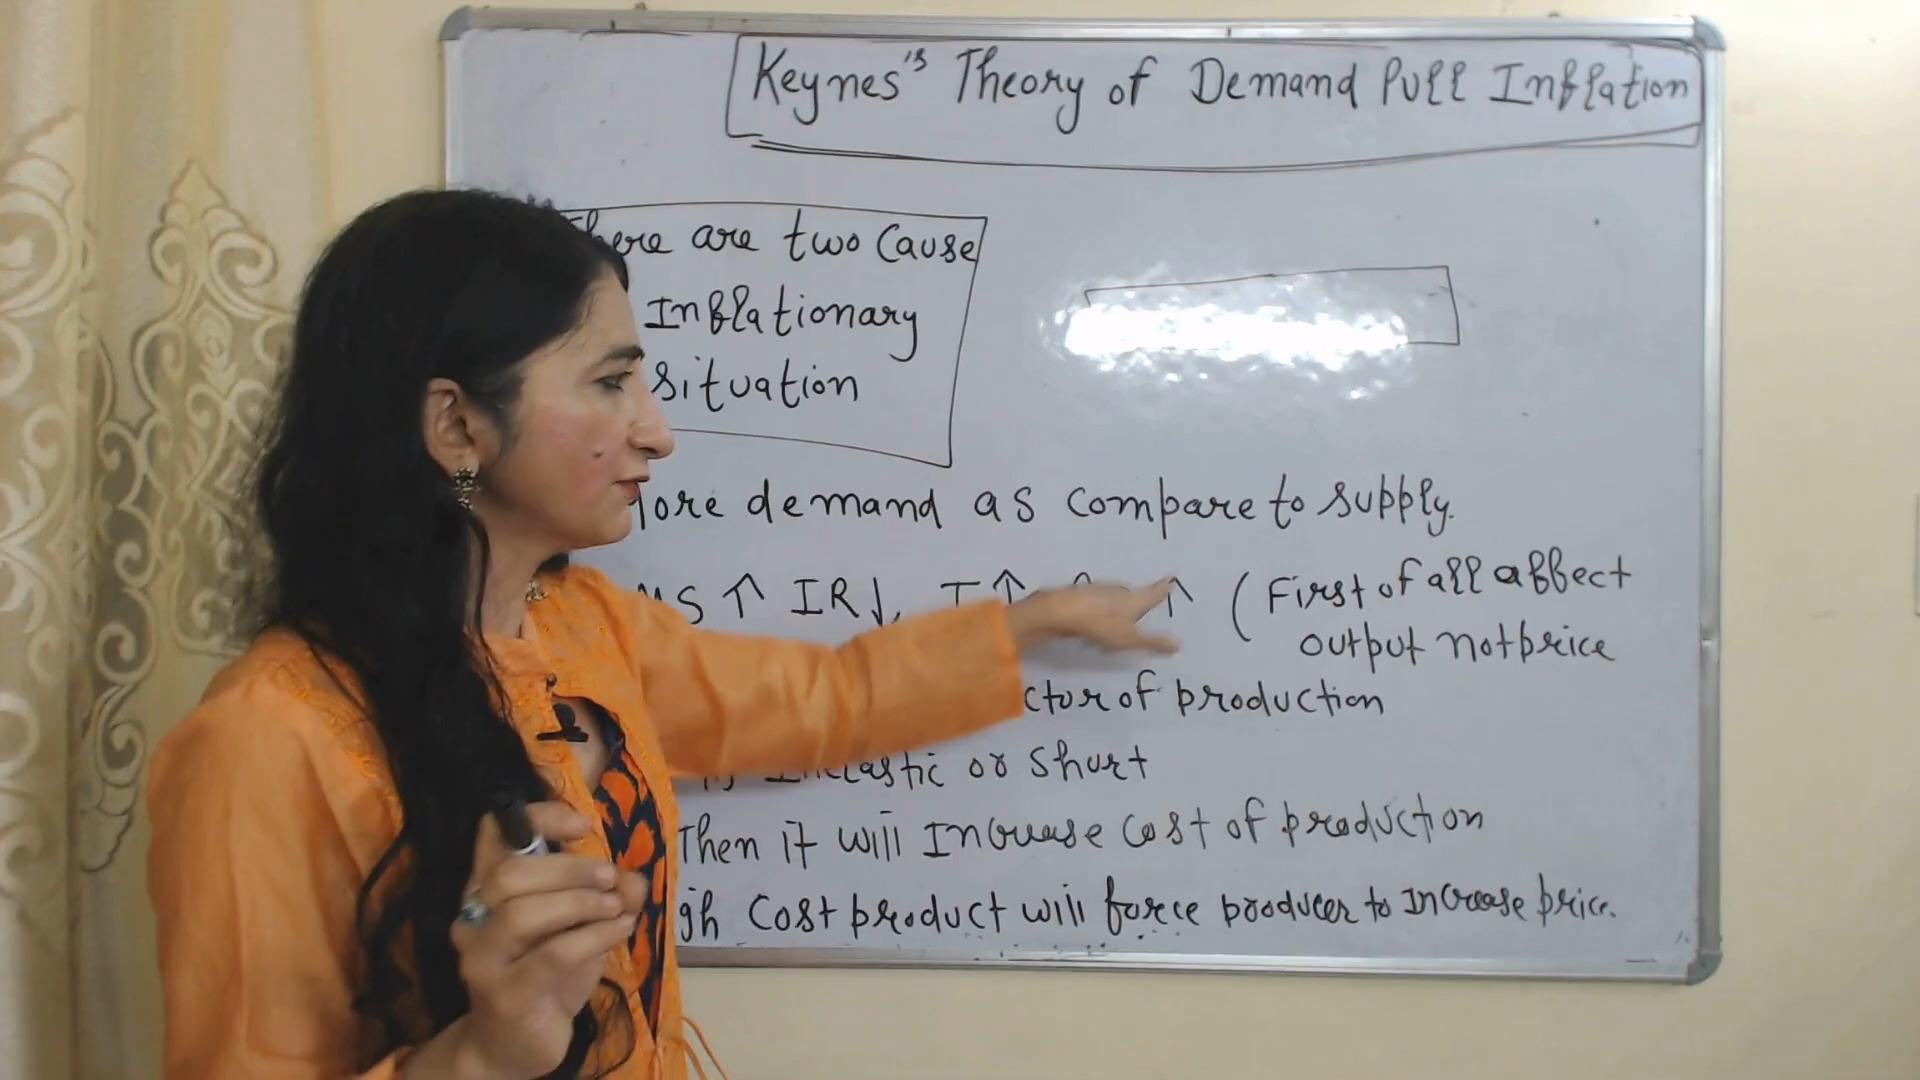 Keynes's Theory of Demand Pull Inflation
There are two Cause
Inflationary
situation
More demand as compare to supply.
MS ↑ IR↓, I↑ ↑ (First of all affect
output not price
ctor of production
Inelastic or Short
Then it will Increase Cost of production
gh Cost product will force producer to Increase price.